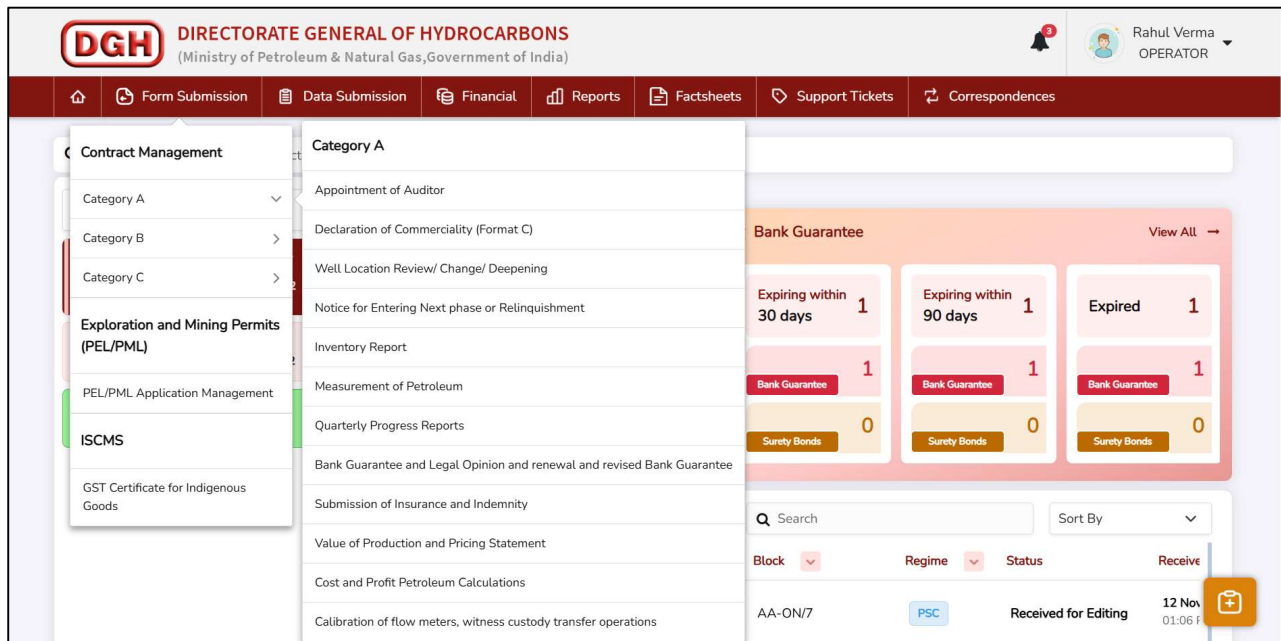 DGH
DIRECTORATE GENERAL OF HYDROCARBONS
(Ministry of Petroleum & Natural Gas,Government of India)
3
Rahul Verma
OPERATOR
Form Submission
Data Submission
Financial
Reports
Factsheets
Support Tickets
Correspondences
Contract Management
Category A
Category B
Category C
Exploration and Mining Permits
(PEL/PML)
PEL/PML Application Management
ISCMS
GST Certificate for Indigenous
Goods
Category A
Appointment of Auditor
Declaration of Commerciality (Format C)
Well Location Review/ Change/ Deepening
Notice for Entering Next phase or Relinquishment
Inventory Report
Measurement of Petroleum
Quarterly Progress Reports
Bank Guarantee and Legal Opinion and renewal and revised Bank Guarantee
Submission of Insurance and Indemnity
Value of Production and Pricing Statement
Cost and Profit Petroleum Calculations
Calibration of flow meters, witness custody transfer operations
Bank Guarantee
View All
Expiring within
30 days
1
1
Bank Guarantee
0
Surety Bonds
Expiring within
90 days
1
1
Bank Guarantee
0
Surety Bonds
Expired
1
1
Bank Guarantee
0
Surety Bonds
Search
Sort By
Block
Regime
Status
Receive
AA-ON/7
PSC
Received for Editing
12 Nov
01:06